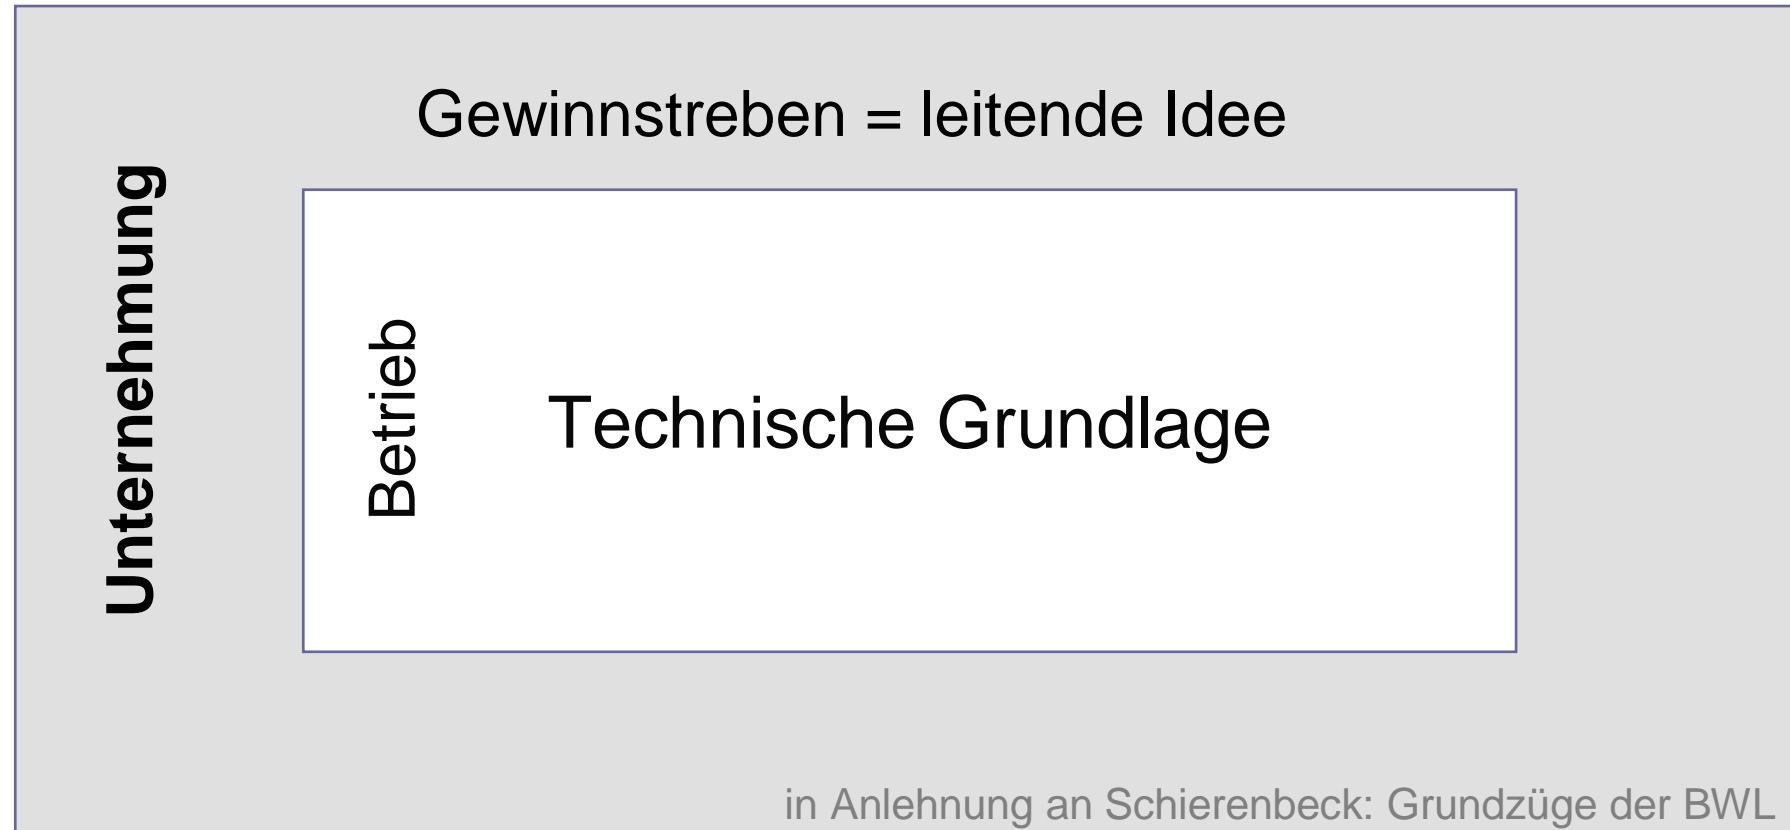 Gewinnstreben = leitende Idee
Unternehmung
Betrieb
Technische Grundlage
in Anlehnung an Schierenbeck: Grundzüge der BWL